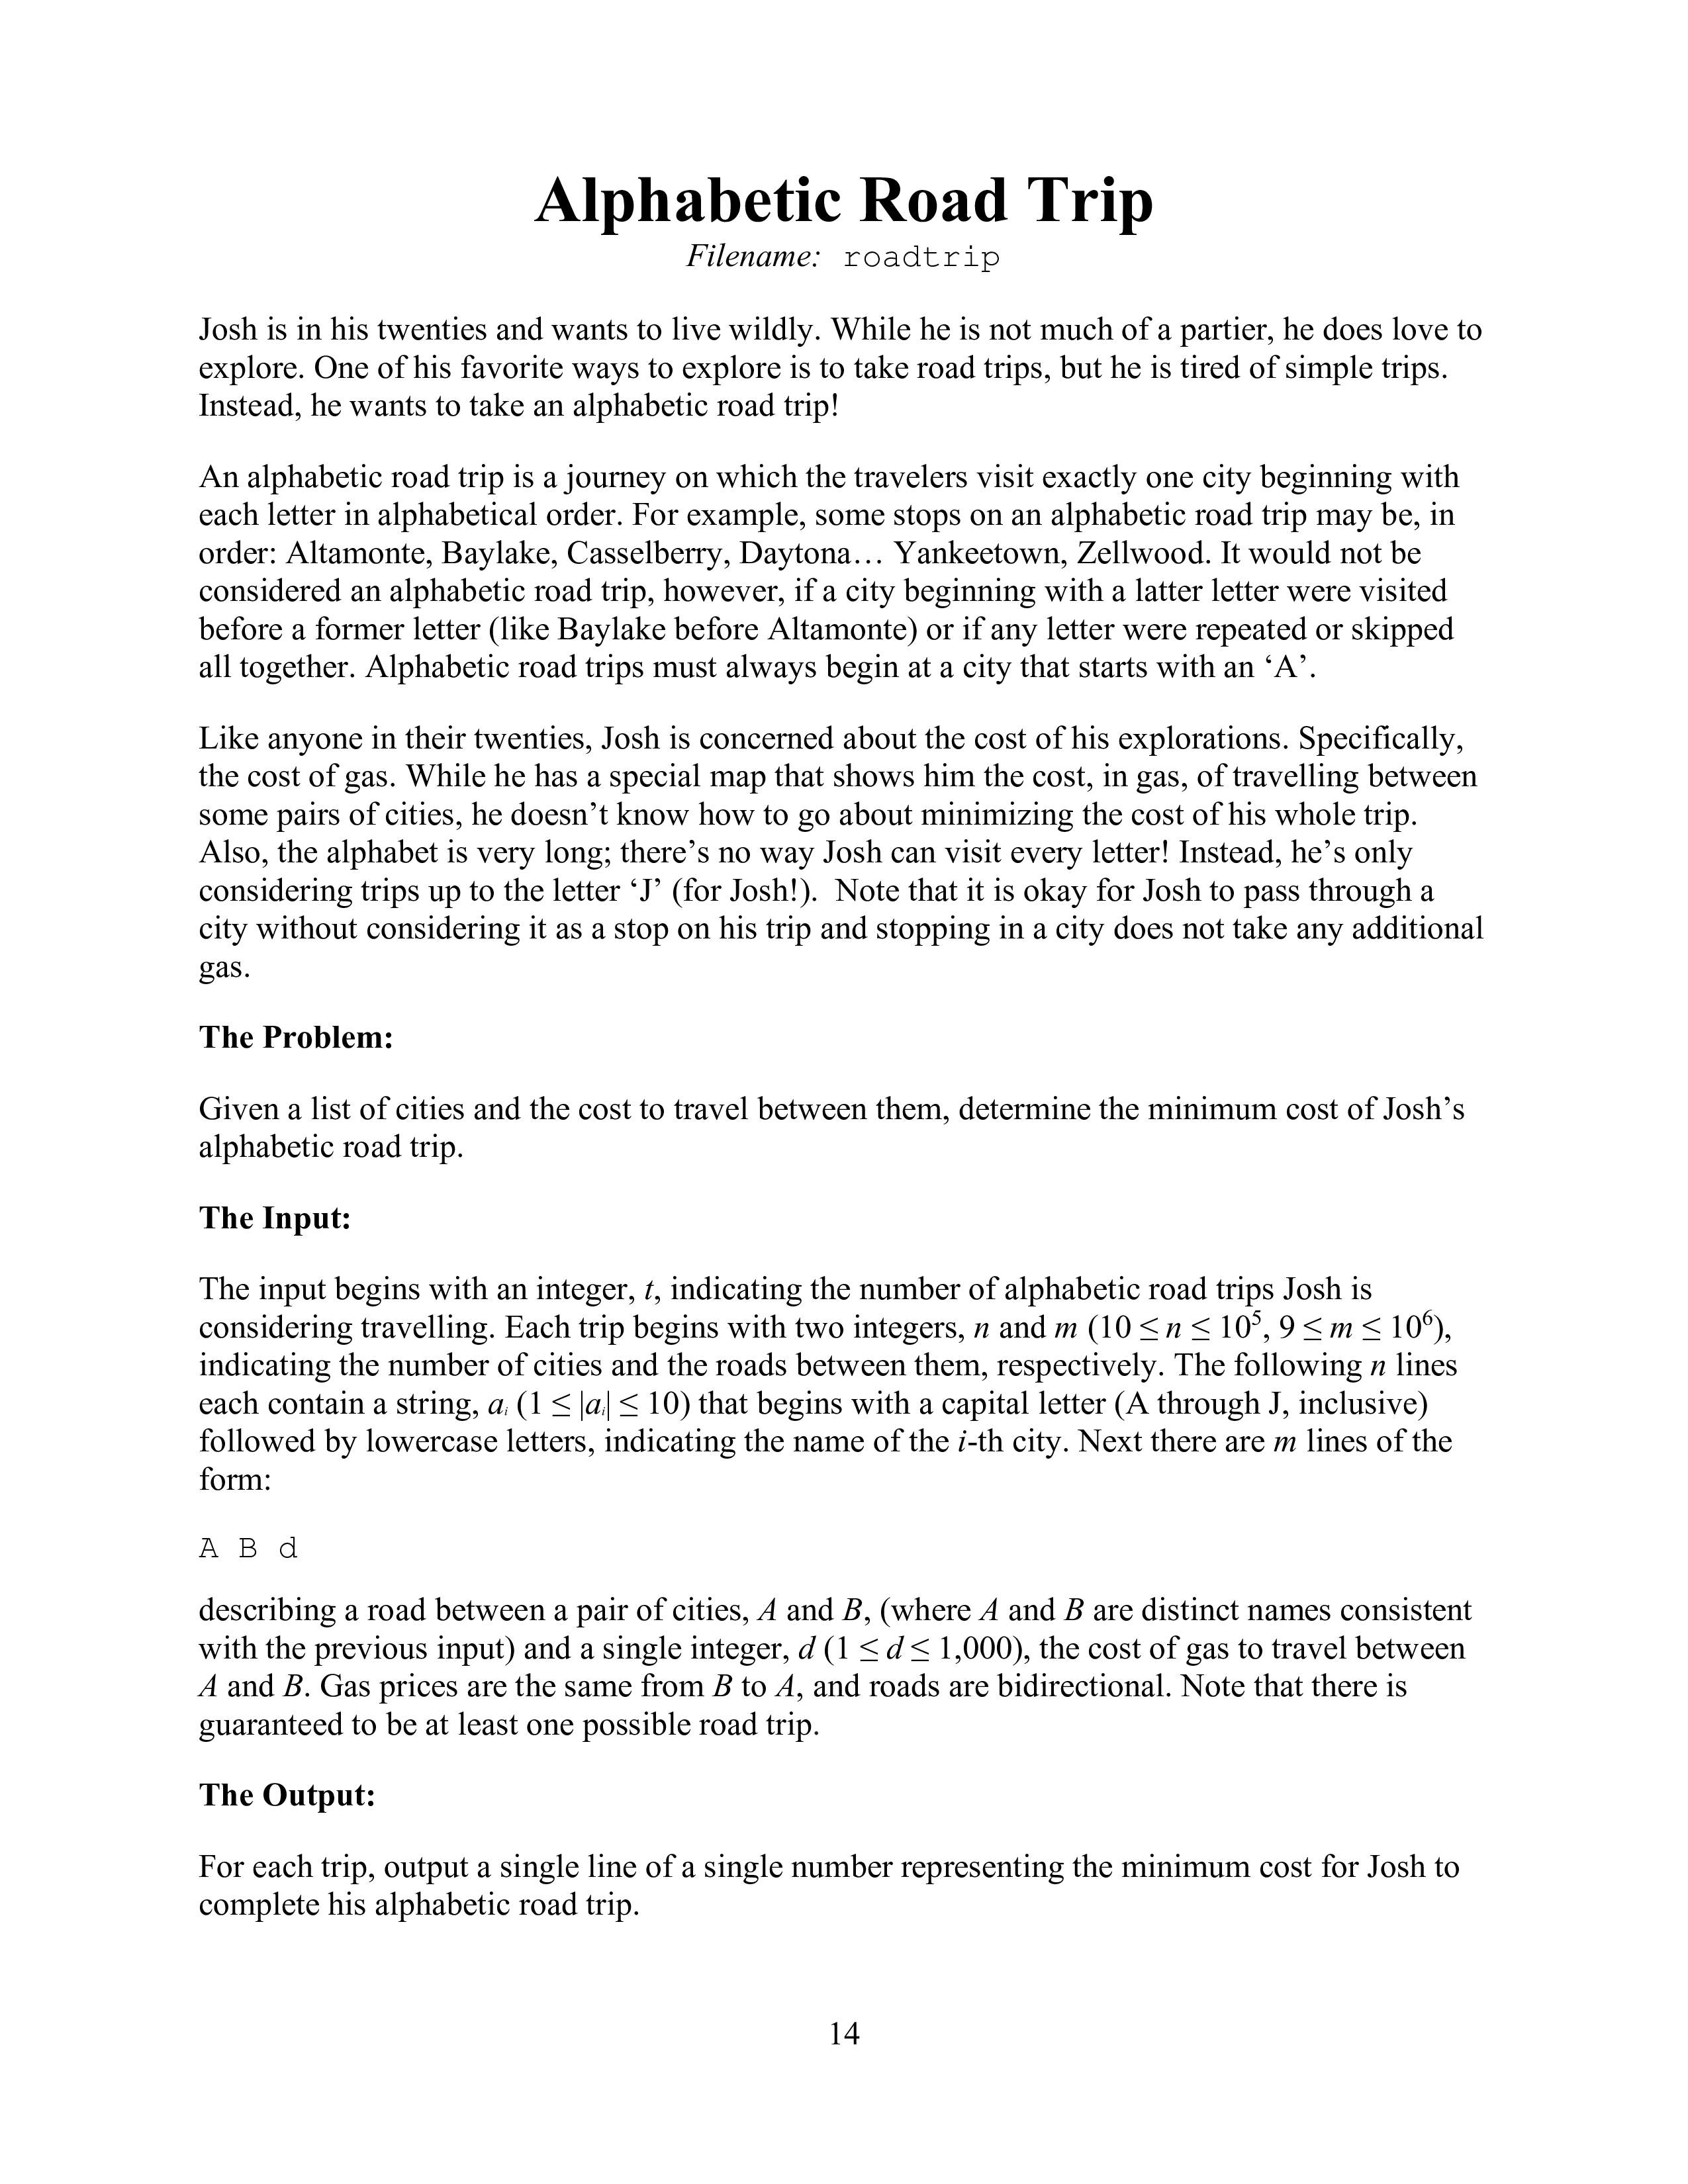 Alphabetic Road Trip
Filename: roadtrip
Josh is in his twenties and wants to live wildly. While he is not much of a partier, he does love to
explore. One of his favorite ways to explore is to take road trips, but he is tired of simple trips.
Instead, he wants to take an alphabetic road trip!
An alphabetic road trip is a journey on which the travelers visit exactly one city beginning with
each letter in alphabetical order. For example, some stops on an alphabetic road trip may be, in
order: Altamonte, Baylake, Casselberry, Daytona… Yankeetown, Zellwood. It would not be
considered an alphabetic road trip, however, if a city beginning with a latter letter were visited
before a former letter (like Baylake before Altamonte) or if any letter were repeated or skipped
all together. Alphabetic road trips must always begin at a city that starts with an ‘A’.
Like anyone in their twenties, Josh is concerned about the cost of his explorations. Specifically,
the cost of gas. While he has a special map that shows him the cost, in gas, of travelling between
some pairs of cities, he doesn’t know how to go about minimizing the cost of his whole trip.
Also, the alphabet is very long; there’s no way Josh can visit every letter! Instead, he’s only
considering trips up to the letter ‘J’ (for Josh!).  Note that it is okay for Josh to pass through a
city without considering it as a stop on his trip and stopping in a city does not take any additional
gas.
The Problem:
Given a list of cities and the cost to travel between them, determine the minimum cost of Josh’s
alphabetic road trip.
The Input:
The input begins with an integer, t, indicating the number of alphabetic road trips Josh is
considering travelling. Each trip begins with two integers, n and m (10 ≤ n ≤ 10⁵, 9 ≤ m ≤ 10⁶),
indicating the number of cities and the roads between them, respectively. The following n lines
each contain a string, aᵢ (1 ≤ |aᵢ| ≤ 10) that begins with a capital letter (A through J, inclusive)
followed by lowercase letters, indicating the name of the i-th city. Next there are m lines of the
form:
A B d
describing a road between a pair of cities, A and B, (where A and B are distinct names consistent
with the previous input) and a single integer, d (1 ≤ d ≤ 1,000), the cost of gas to travel between
A and B. Gas prices are the same from B to A, and roads are bidirectional. Note that there is
guaranteed to be at least one possible road trip.
The Output:
For each trip, output a single line of a single number representing the minimum cost for Josh to
complete his alphabetic road trip.
14